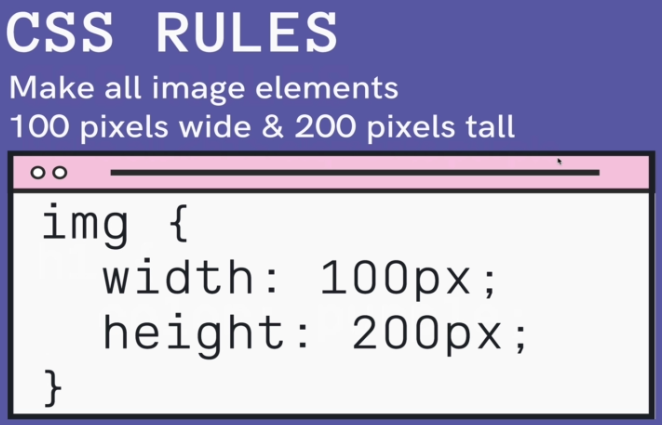 CSS RULES
Make all image elements
100 pixels wide & 200 pixels tall
img {
width: 100px;
height: 200px;
}